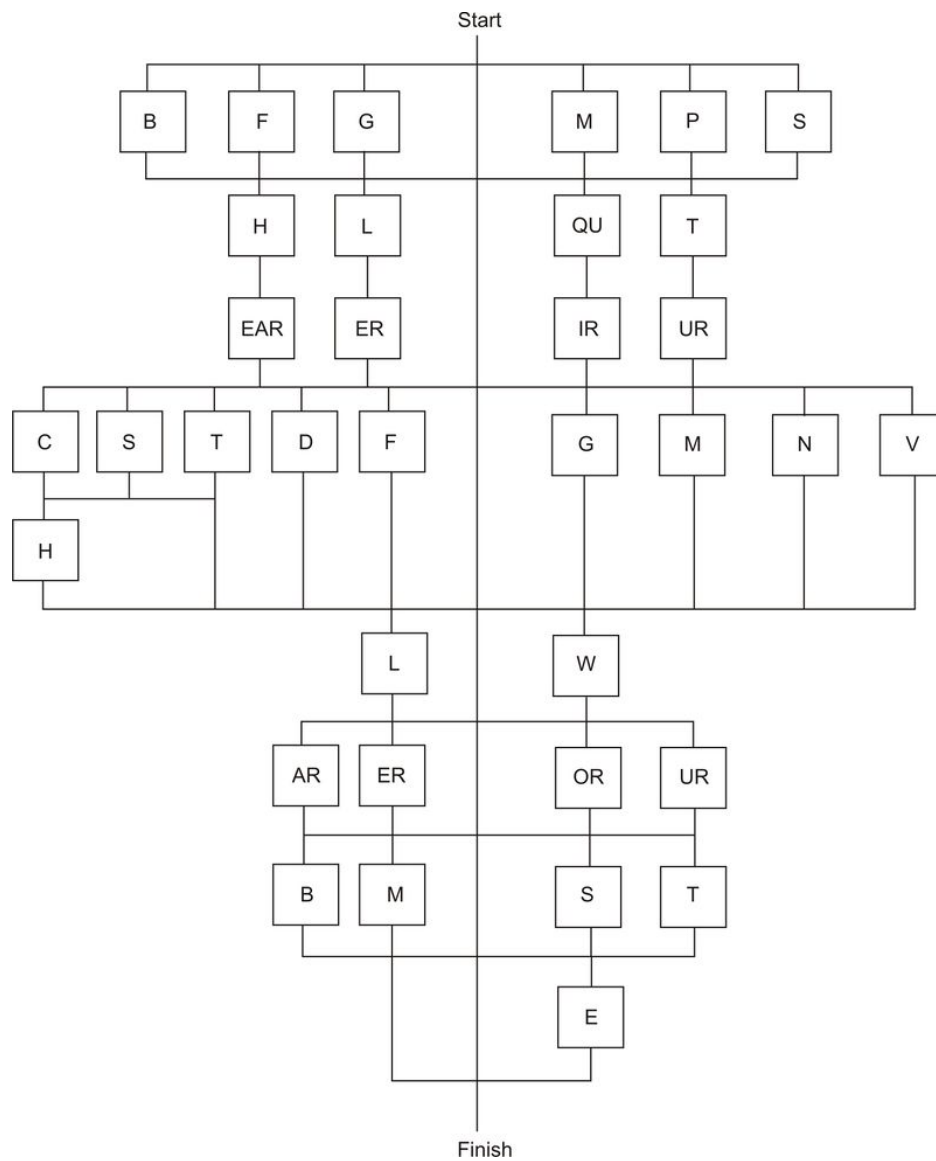 Start
B F G M P S
H L QU T
EAR ER IR UR
C S T D F G M N V
H
L W
AR ER OR UR
B M S T
E
Finish